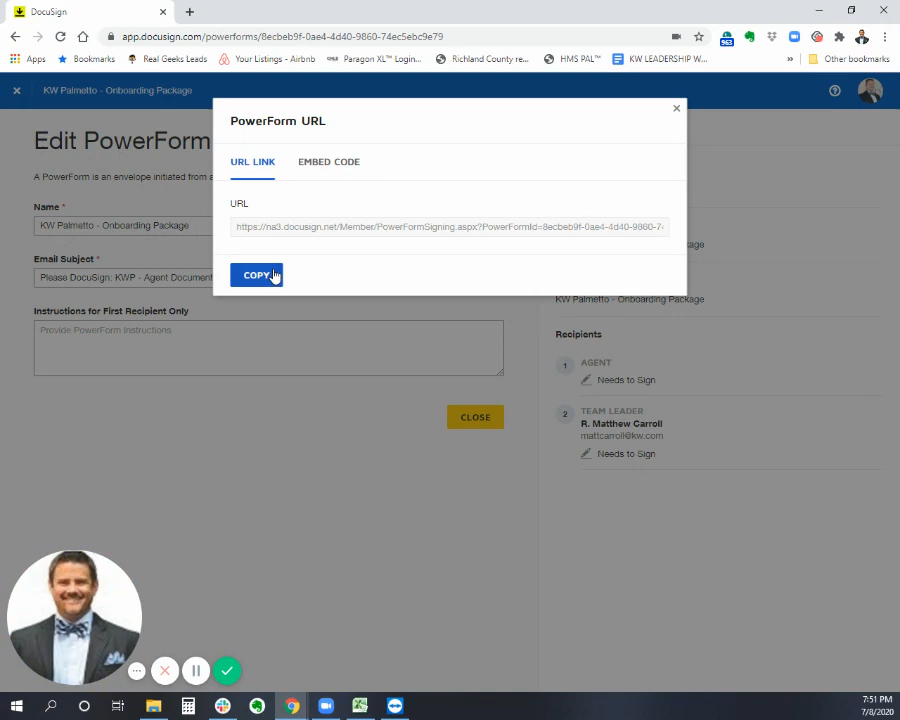 DocuSign
app.docusign.com/powerforms/8ecbeb9f-0ae4-4d40-9860-74ec5ebc9e79
963
Apps
Bookmarks
Real Geeks Leads
Your Listings - Airbnb
Paragon XL™ Login...
Richland County re...
HMS PAL™
KW LEADERSHIP W...
»
Other bookmarks
KW Palmetto - Onboarding Package
Edit PowerForm
A PowerForm is an envelope initiated from a
Name *
KW Palmetto - Onboarding Package
Email Subject *
Please DocuSign: KWP - Agent Document
Instructions for First Recipient Only
Provide PowerForm Instructions
CLOSE
PowerForm URL
URL LINK
EMBED CODE
URL
https://na3.docusign.net/Member/PowerFormSigning.aspx?PowerFormId=8ecbeb9f-0ae4-4d40-9860-74
COPY
KW Palmetto - Onboarding Package
Recipients
1
AGENT
Needs to Sign
2
TEAM LEADER
R. Matthew Carroll
mattcarroll@kw.com
Needs to Sign
7:51 PM
7/8/2020